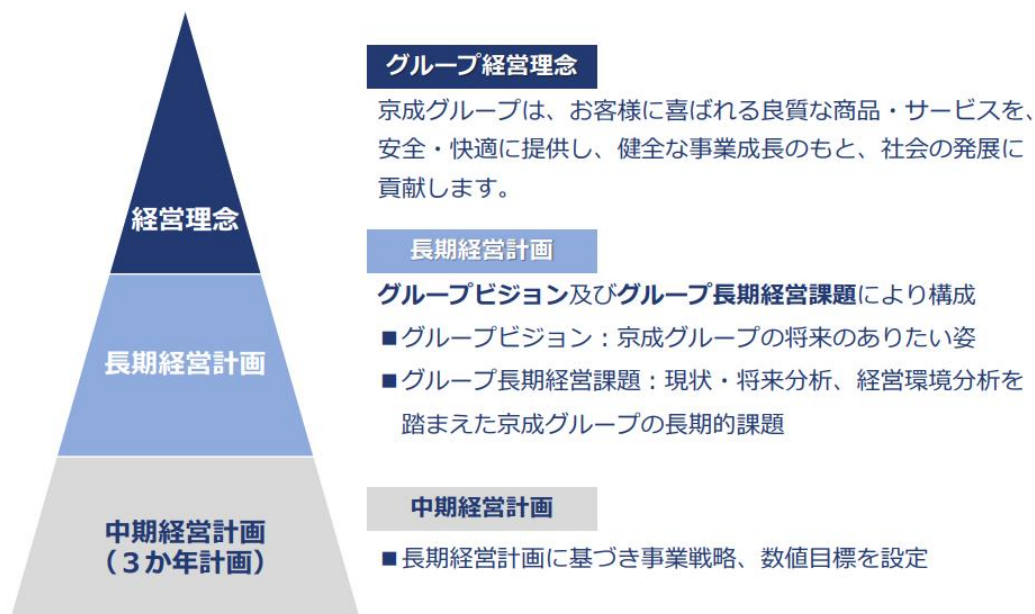 経営理念
長期経営計画
中期経営計画
（３か年計画）
グループ経営理念
京成グループは、お客様に喜ばれる良質な商品・サービスを、
安全・快適に提供し、健全な事業成長のもと、社会の発展に
貢献します。
長期経営計画
グループビジョン及びグループ長期経営課題により構成
■グループビジョン：京成グループの将来のありたい姿
■グループ長期経営課題：現状・将来分析、経営環境分析を
踏まえた京成グループの長期的課題
中期経営計画
■長期経営計画に基づき事業戦略、数値目標を設定